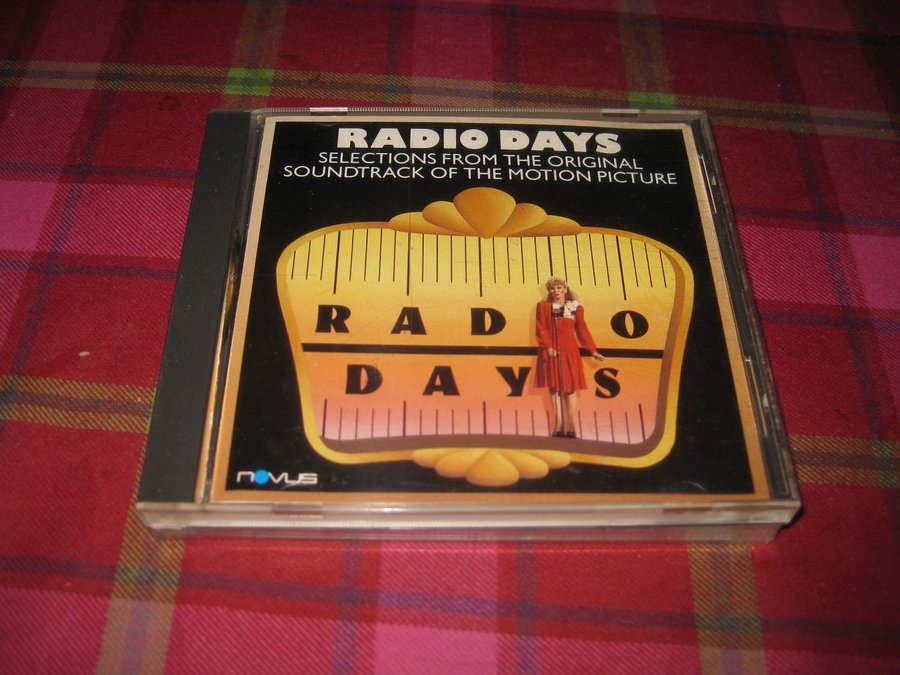 RADIO DAYS
SELECTIONS FROM THE ORIGINAL
SOUNDTRACK OF THE MOTION PICTURE
RADIO
DAYS
NOVUS